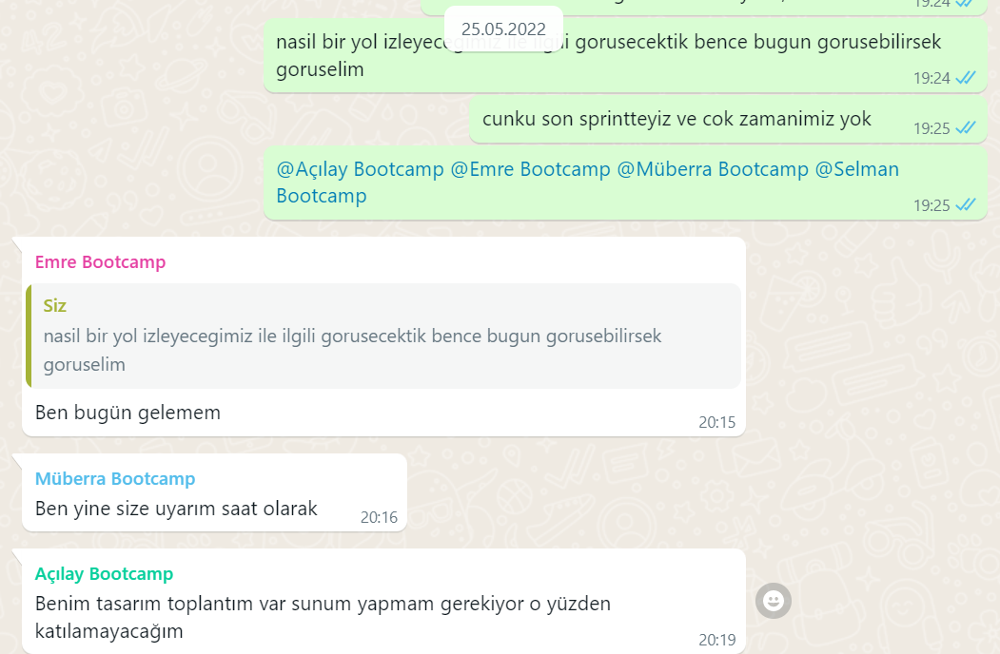 19:24
25.05.2022
nasil bir yol izleyecegimiz ile ilgili gorusecektik bence bugun gorusebilirsek
goruselim
19:24
cunku son sprintteyiz ve cok zamanimiz yok
19:25
@Açılay Bootcamp @Emre Bootcamp @Müberra Bootcamp @Selman
Bootcamp
19:25
Emre Bootcamp
Siz
nasil bir yol izleyecegimiz ile ilgili gorusecektik bence bugun gorusebilirsek
goruselim
Ben bugün gelemem
20:15
Müberra Bootcamp
Ben yine size uyarım saat olarak
20:16
Açılay Bootcamp
Benim tasarım toplantım var sunum yapmam gerekiyor o yüzden
katılamayacağım
20:19